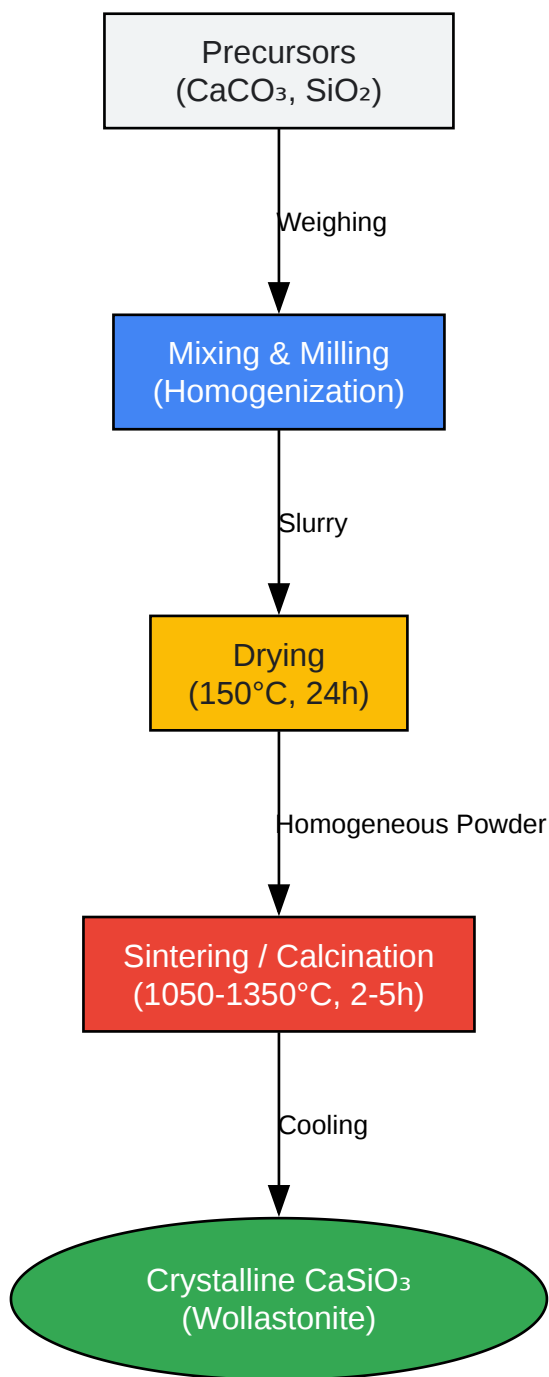 Precursors
(CaCO₃, SiO₂)
Weighing
Mixing & Milling
(Homogenization)
Slurry
Drying
(150°C, 24h)
Homogeneous Powder
Sintering / Calcination
(1050-1350°C, 2-5h)
Cooling
Crystalline CaSiO₃
(Wollastonite)